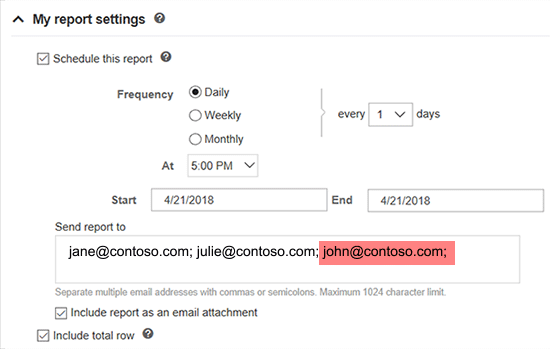 My report settings ?
Schedule this report ?
Frequency Daily every 1 days
Weekly
Monthly
At 5:00 PM
Start 4/21/2018 End 4/21/2018
Send report to
jane@contoso.com; julie@contoso.com; john@contoso.com;
Separate multiple email addresses with commas or semicolons. Maximum 1024 character limit.
Include report as an email attachment
Include total row ?